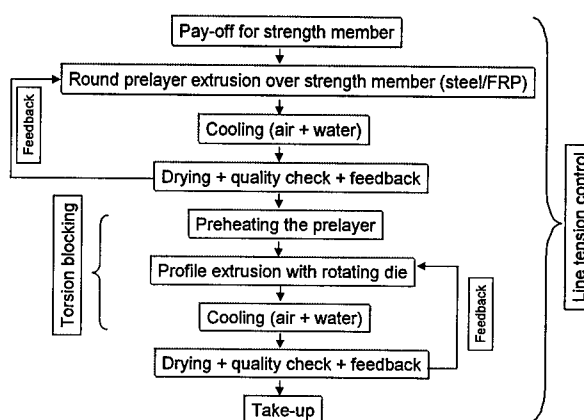 Pay-off for strength member
Round prelayer extrusion over strength member (steel/FRP)
Feedback
Cooling (air + water)
Drying + quality check + feedback
Preheating the prelayer
Torsion blocking
Profile extrusion with rotating die
Cooling (air + water)
Feedback
Drying + quality check + feedback
Take-up
Line tension control